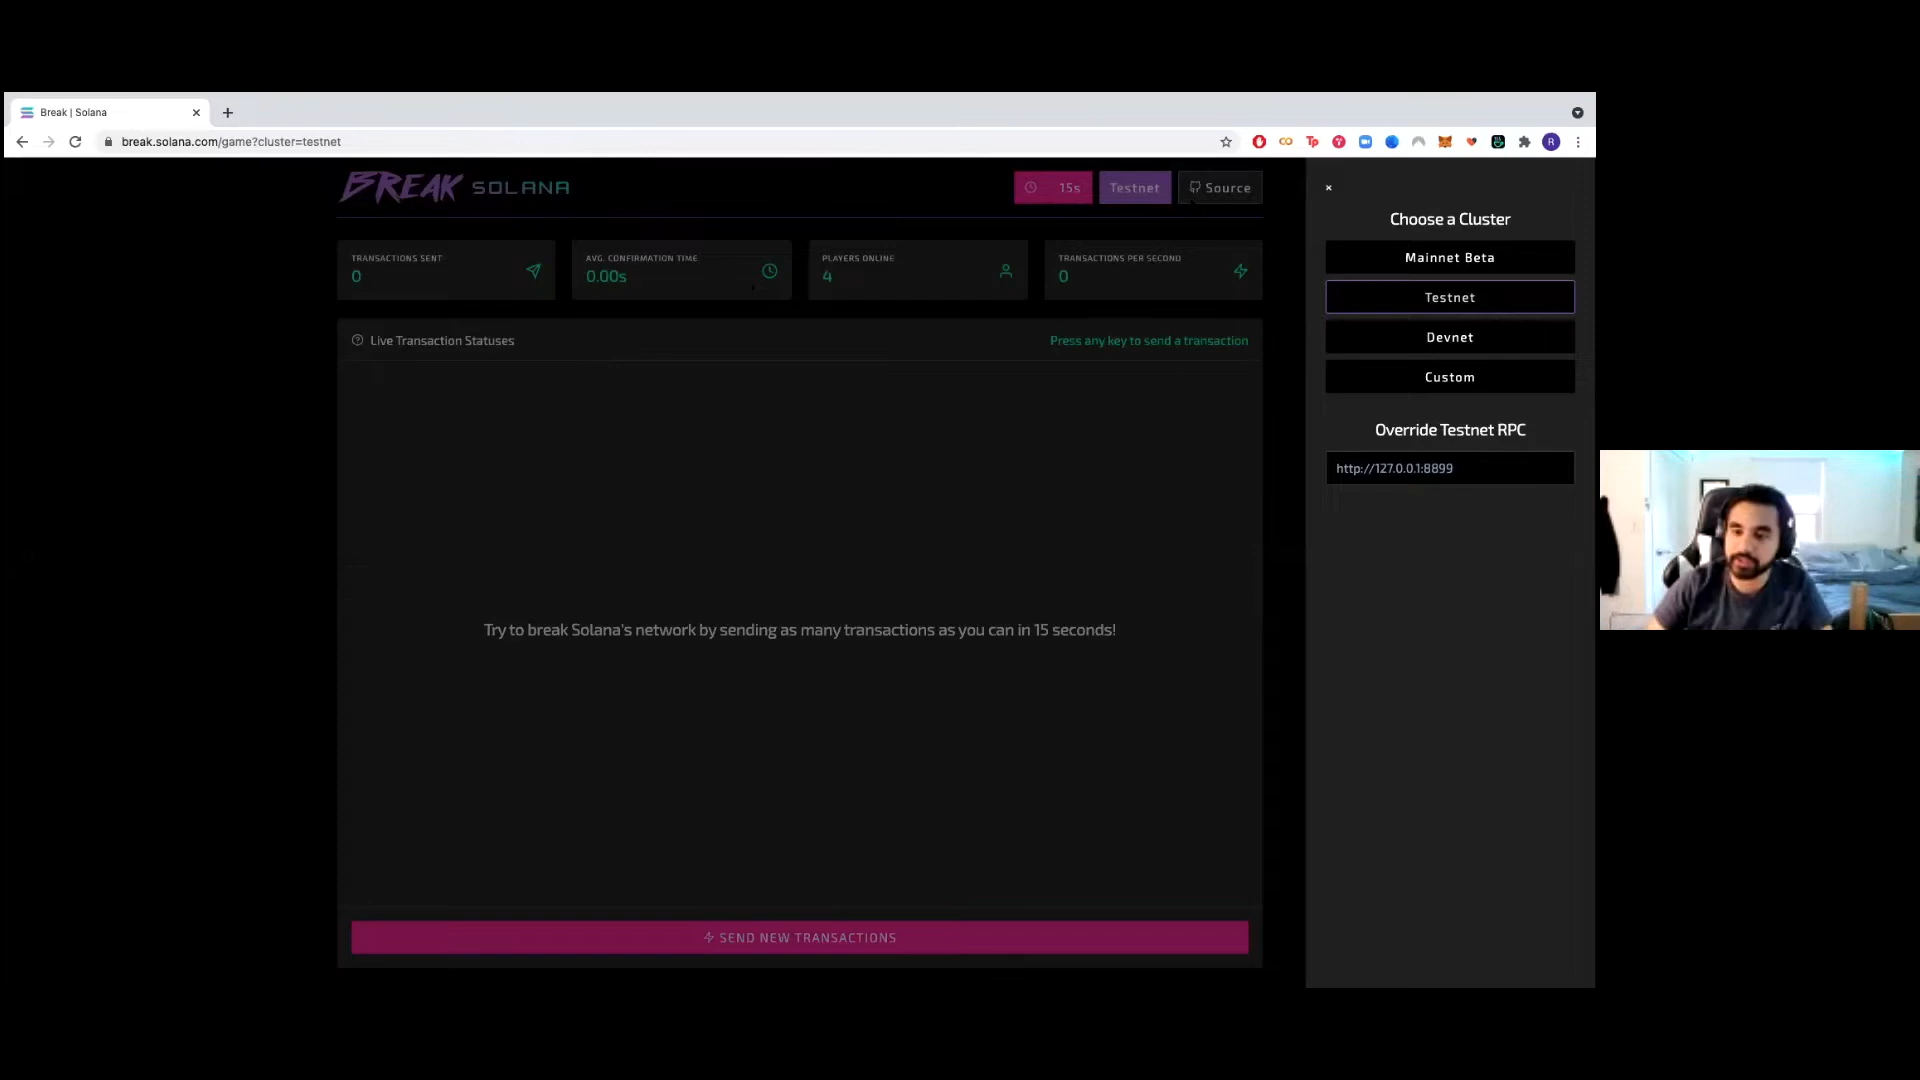 Break | Solana
break.solana.com/game?cluster=testnet
BREAK SOLANA
15s
Testnet
Source
TRANSACTIONS SENT
0
AVG. CONFIRMATION TIME
0.00s
PLAYERS ONLINE
4
TRANSACTIONS PER SECOND
0
Live Transaction Statuses
Press any key to send a transaction
Try to break Solana's network by sending as many transactions as you can in 15 seconds!
SEND NEW TRANSACTIONS
Choose a Cluster
Mainnet Beta
Testnet
Devnet
Custom
Override Testnet RPC
http://127.0.0.1:8899
Tp
R